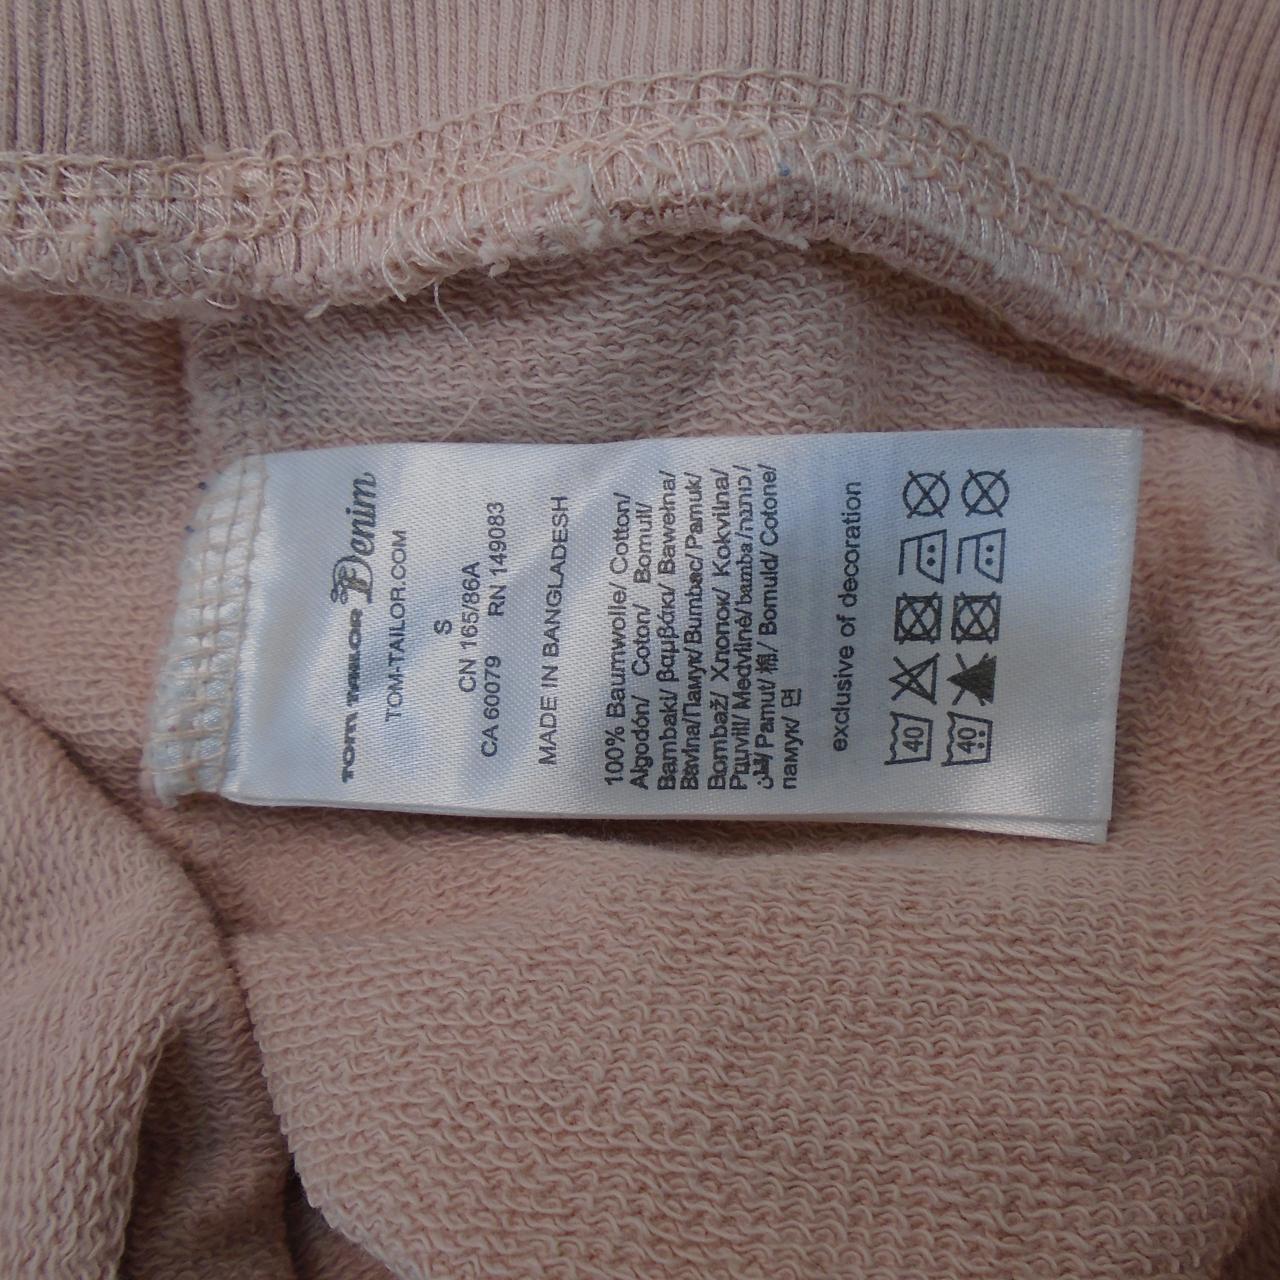 TOM TAILOR Denim
TOM-TAILOR.COM
S
CN 165/86A
CA 60079 RN 149083
MADE IN BANGLADESH
100% Baumwolle/ Cotton/
Algodón/ Coton/ Bomull/
Bambaki/ βαμβάκι/ Bawełna/
Bavlna/Памук/ Bumbac/ Pamuk/
Bombaž/ Хлопок/ Kokvilna/
Puuvill/ Medvilnė/ bamba/כותנה/
قطن/ Pamut/ 棉/ Bomuld/ Cotone/
памук/ 면
exclusive of decoration
40
40